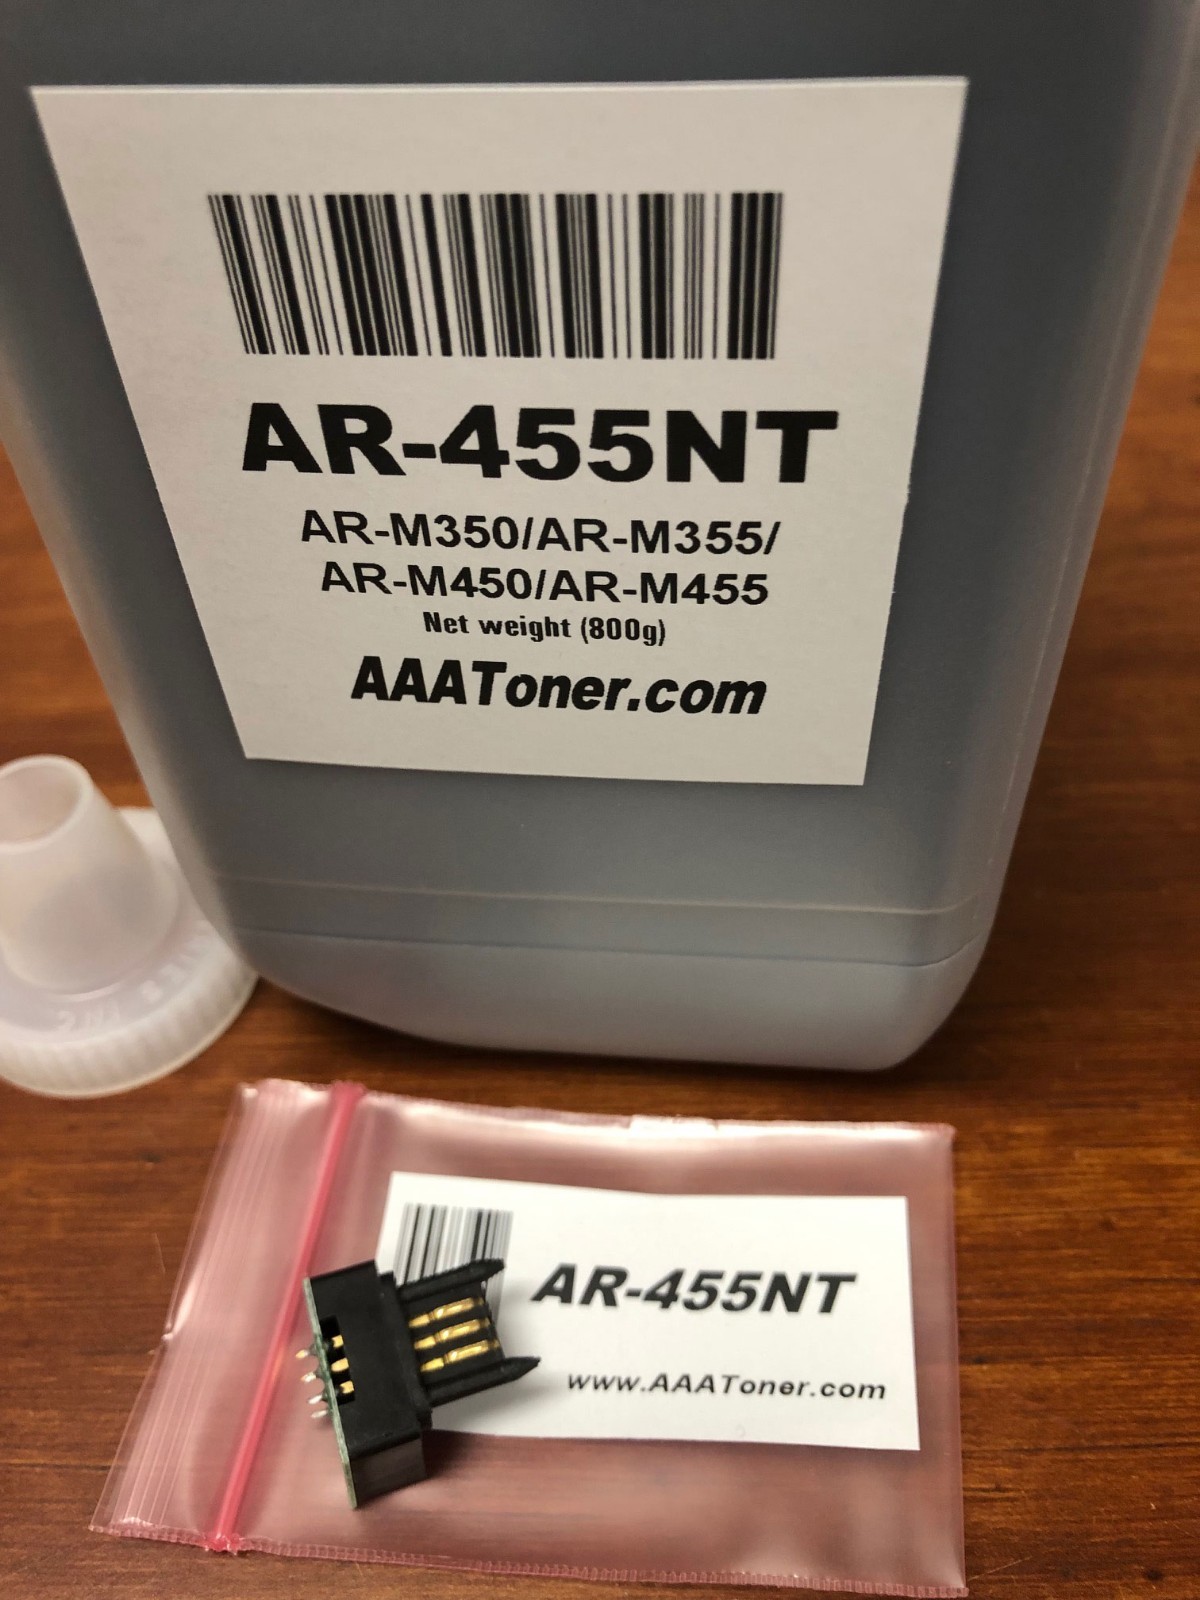 AR-455NT
AR-M350/AR-M355/
AR-M450/AR-M455
Net weight (800g)
AAAToner.com
AR-455NT
www.AAAToner.com